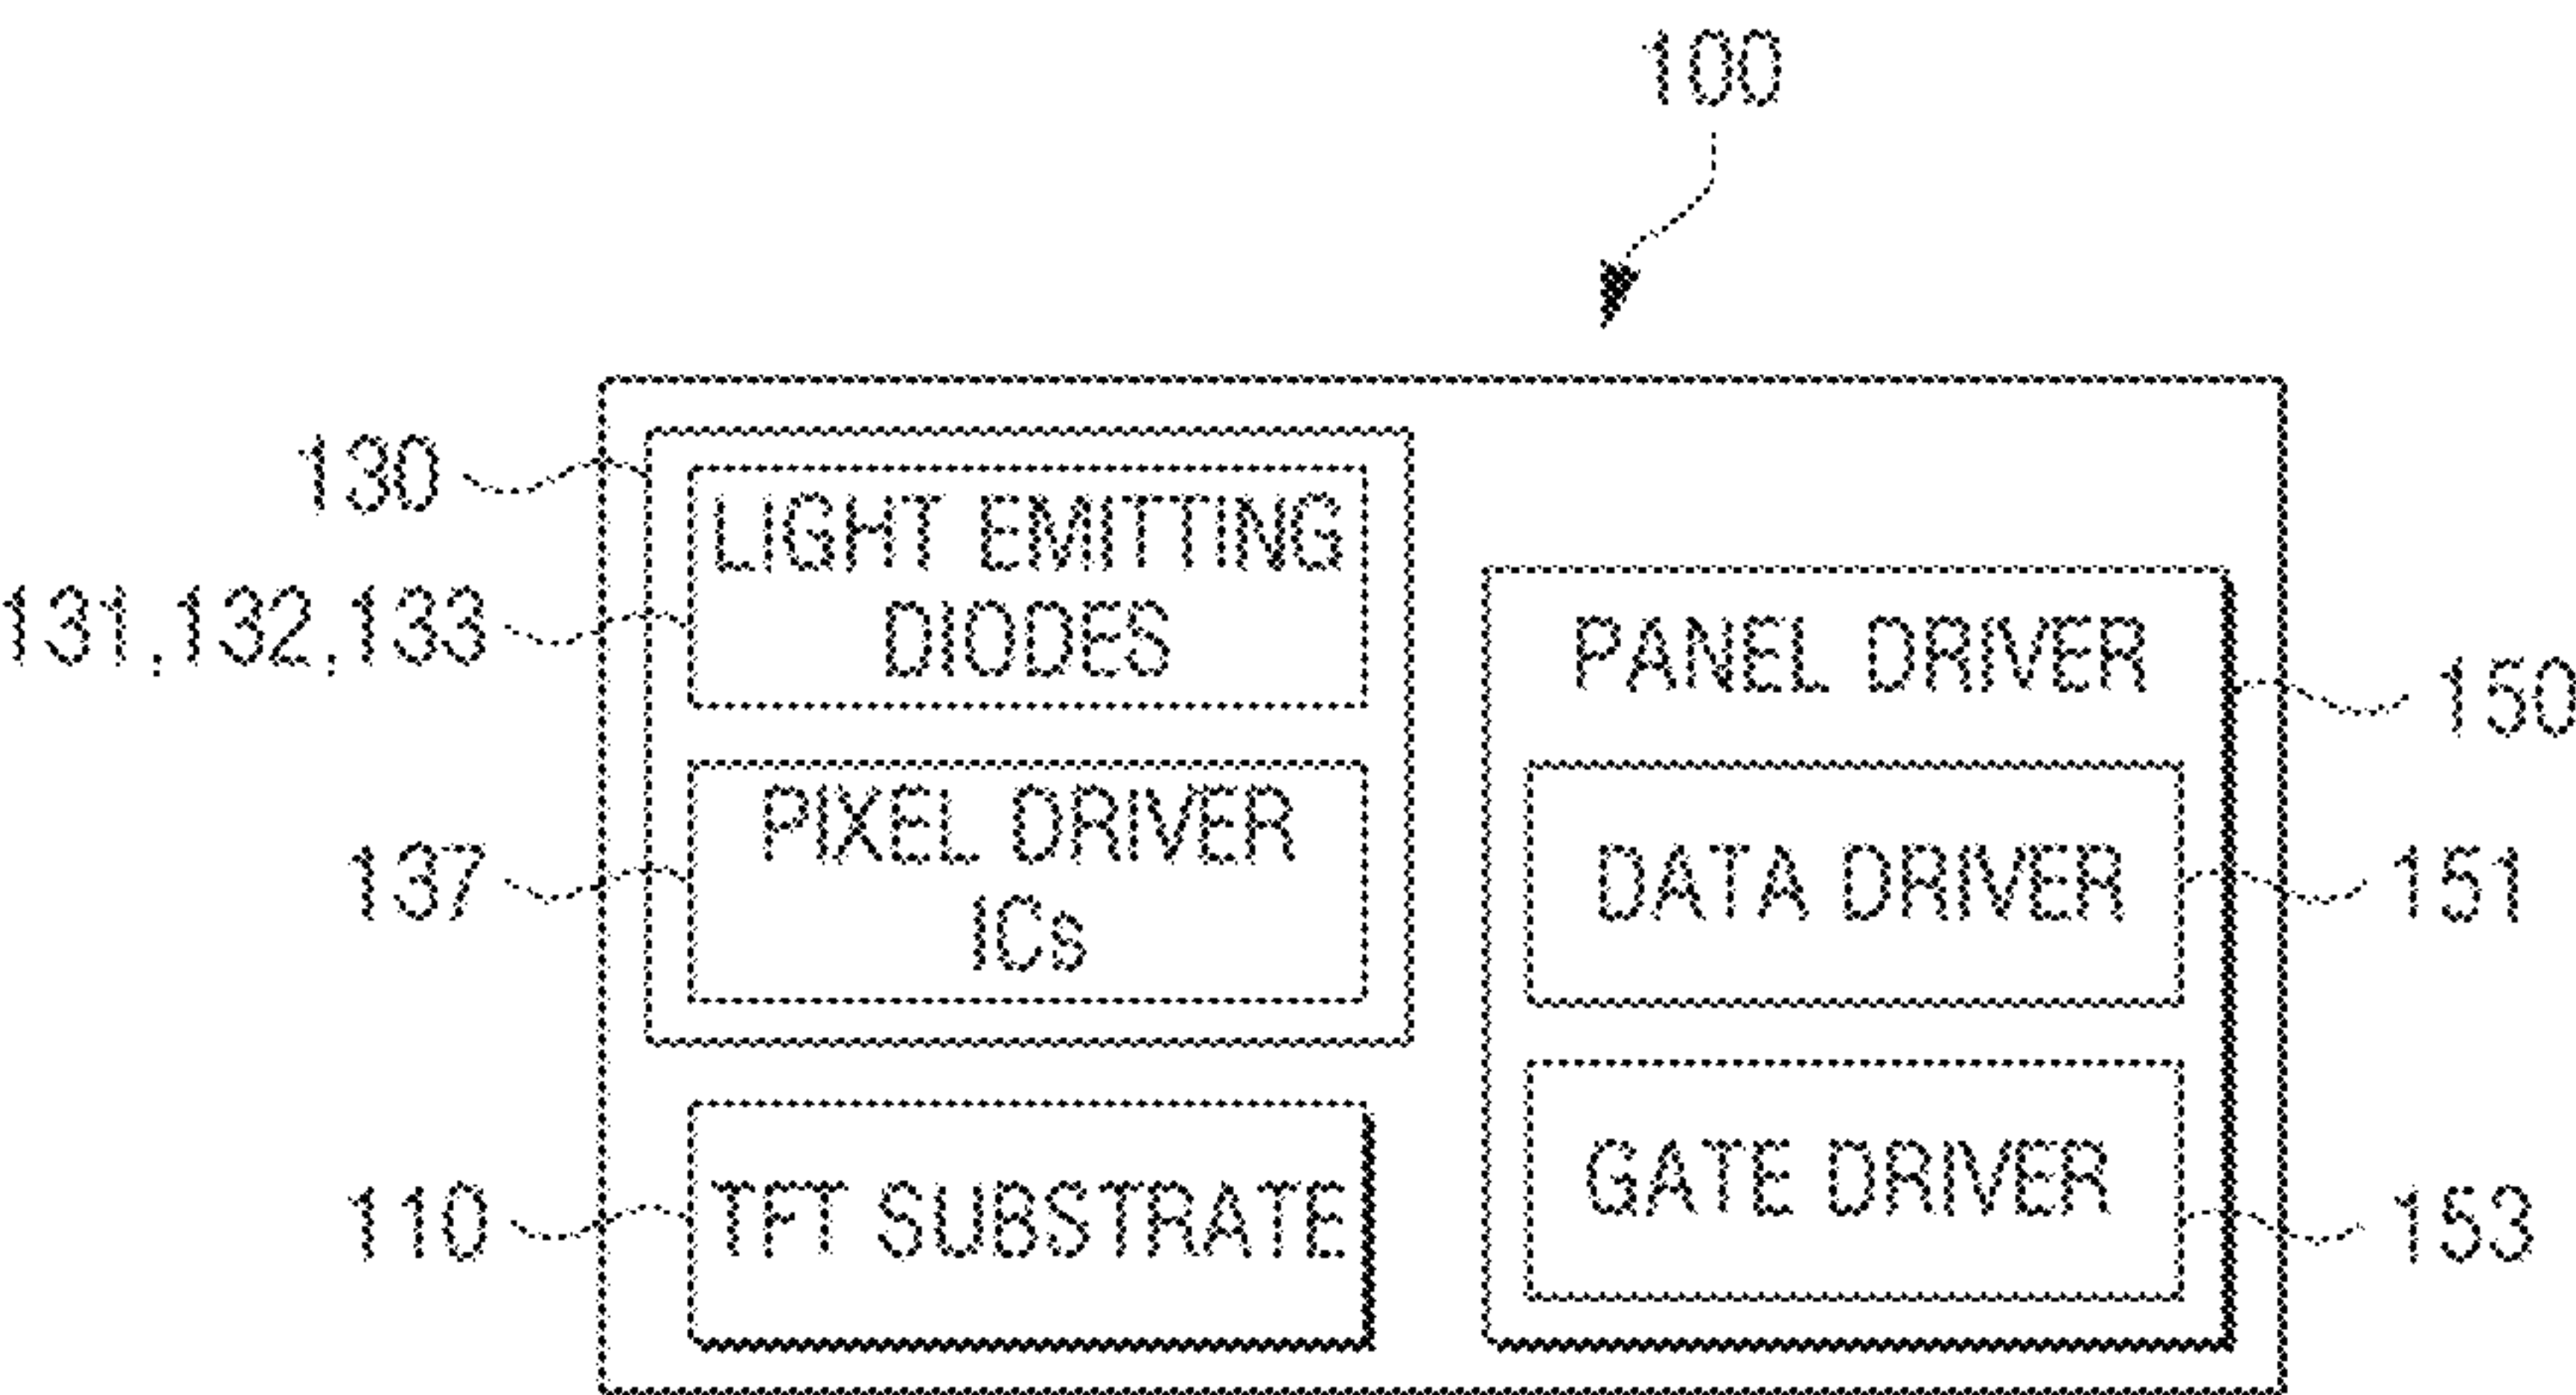 100
130
LIGHT EMITTING
DIODES
131,132,133
PANEL DRIVER
150
PIXEL DRIVER
ICs
137
DATA DRIVER
151
110
TFT SUBSTRATE
GATE DRIVER
153